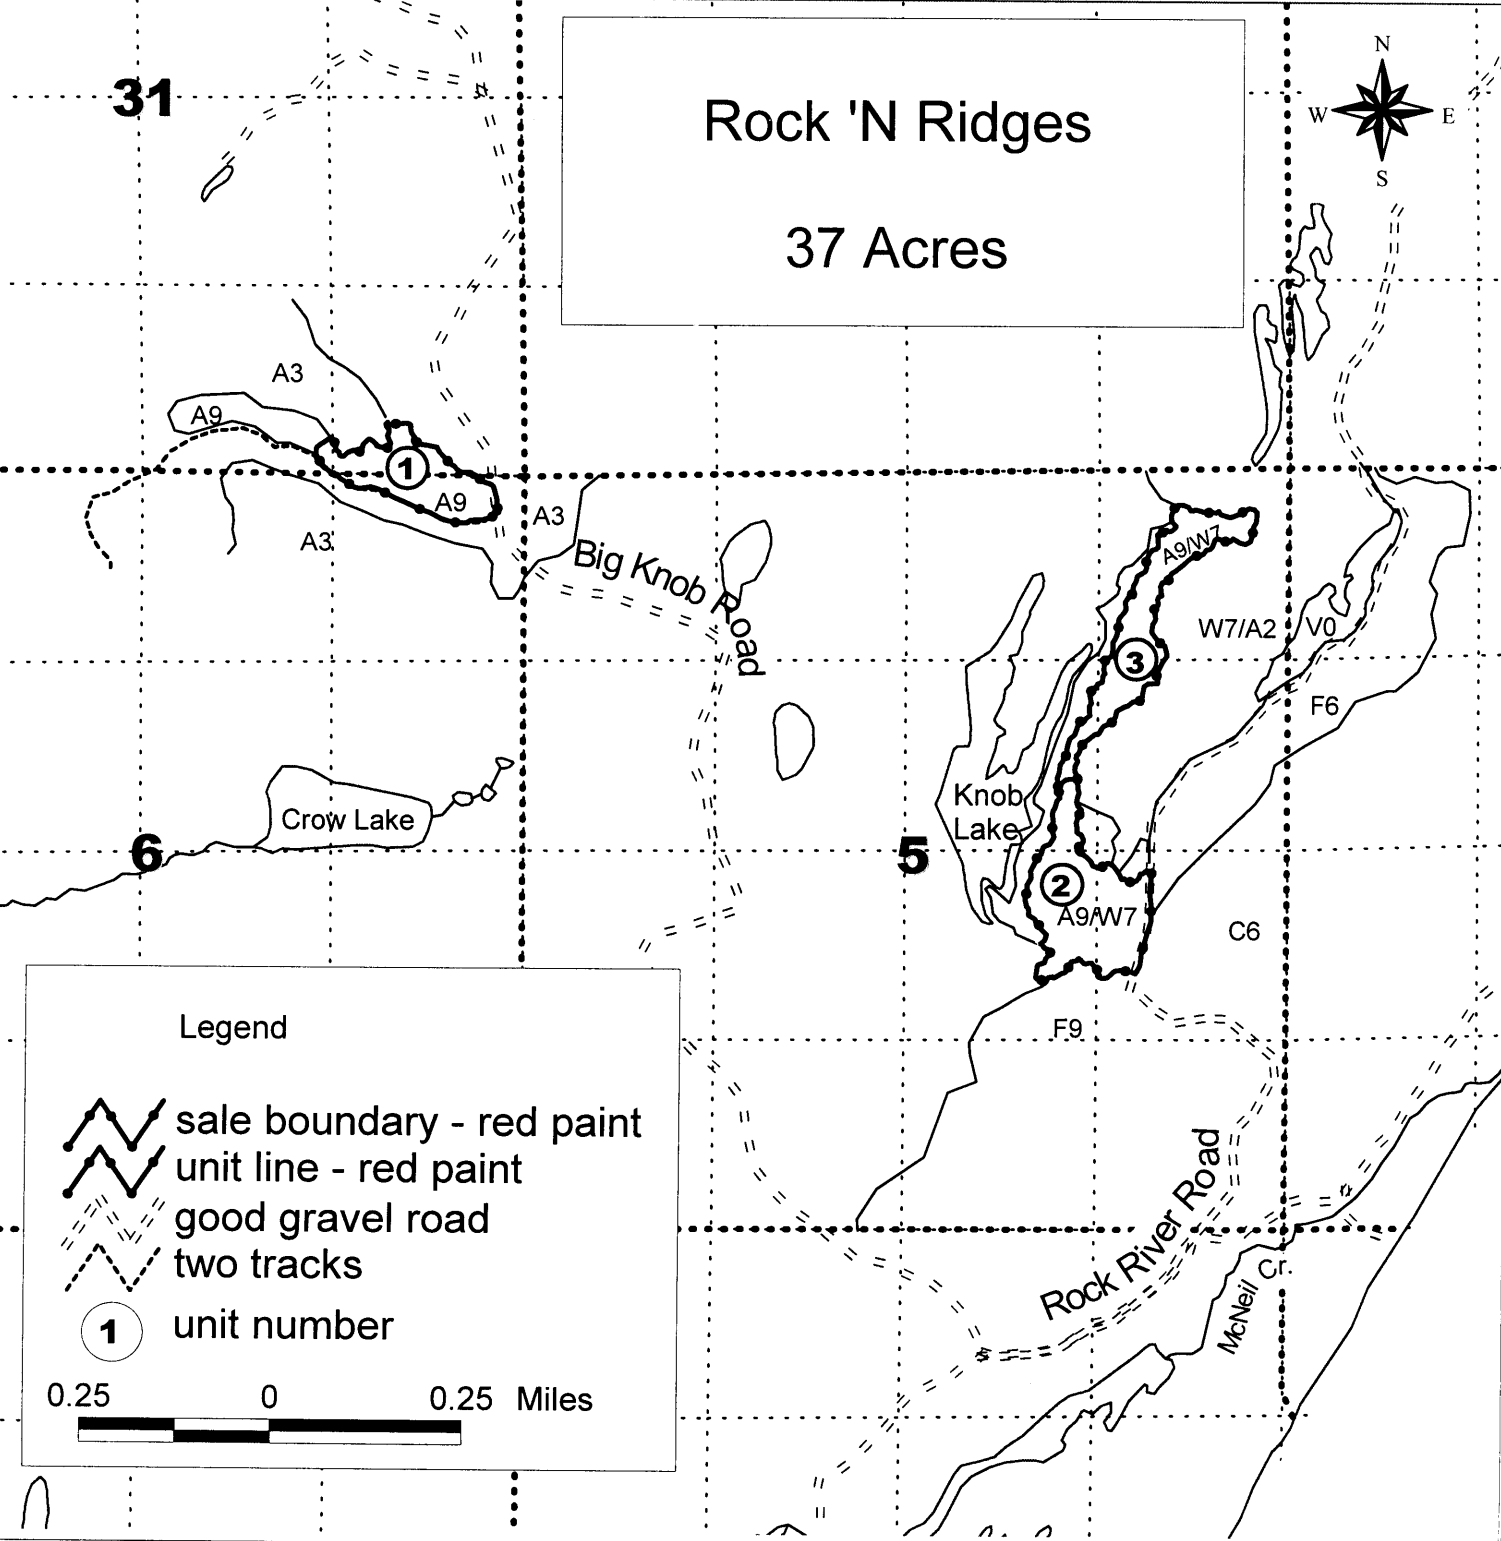 31
Rock 'N Ridges
37 Acres
N
W
E
S
A3
A9
1
A9
A3
A3
Big Knob Road
A9/W7
W7/A2
V0
3
F6
Knob
Lake
Crow Lake
6
5
2
A9/W7
C6
F9
Legend
sale boundary - red paint
unit line - red paint
good gravel road
two tracks
1 unit number
0.25 0 0.25 Miles
Rock River Road
McNeil Cr.